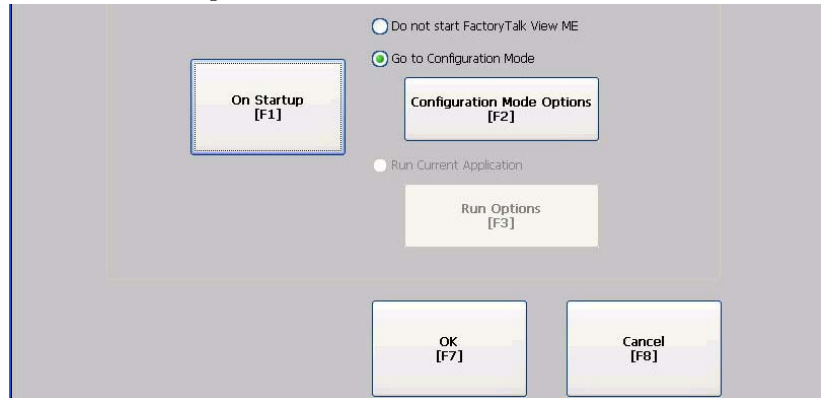 Do not start FactoryTalk View ME
Go to Configuration Mode
On Startup
[F1]
Configuration Mode Options
[F2]
Run Current Application
Run Options
[F3]
OK
[F7]
Cancel
[F8]